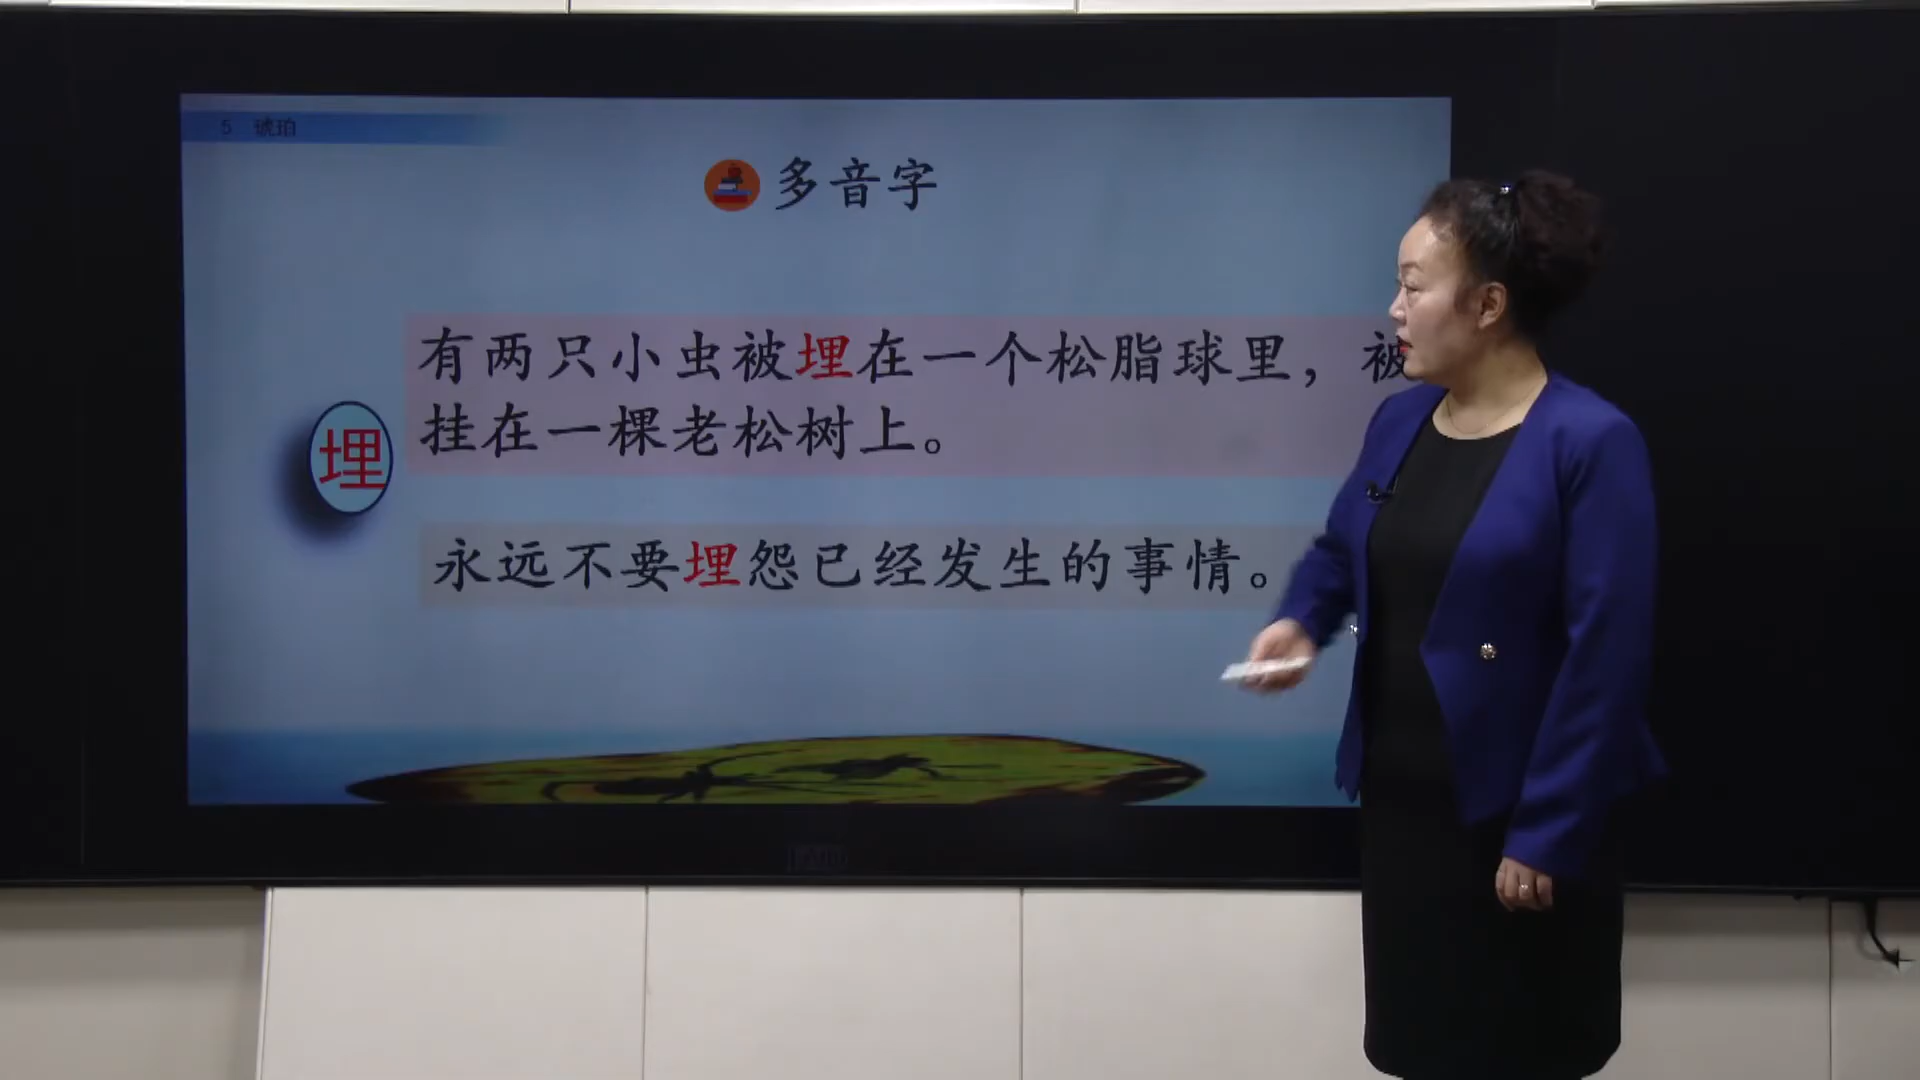 5 琥珀
多音字
有两只小虫被埋在一个松脂球里，被
挂在一棵老松树上。
埋
永远不要埋怨已经发生的事情。